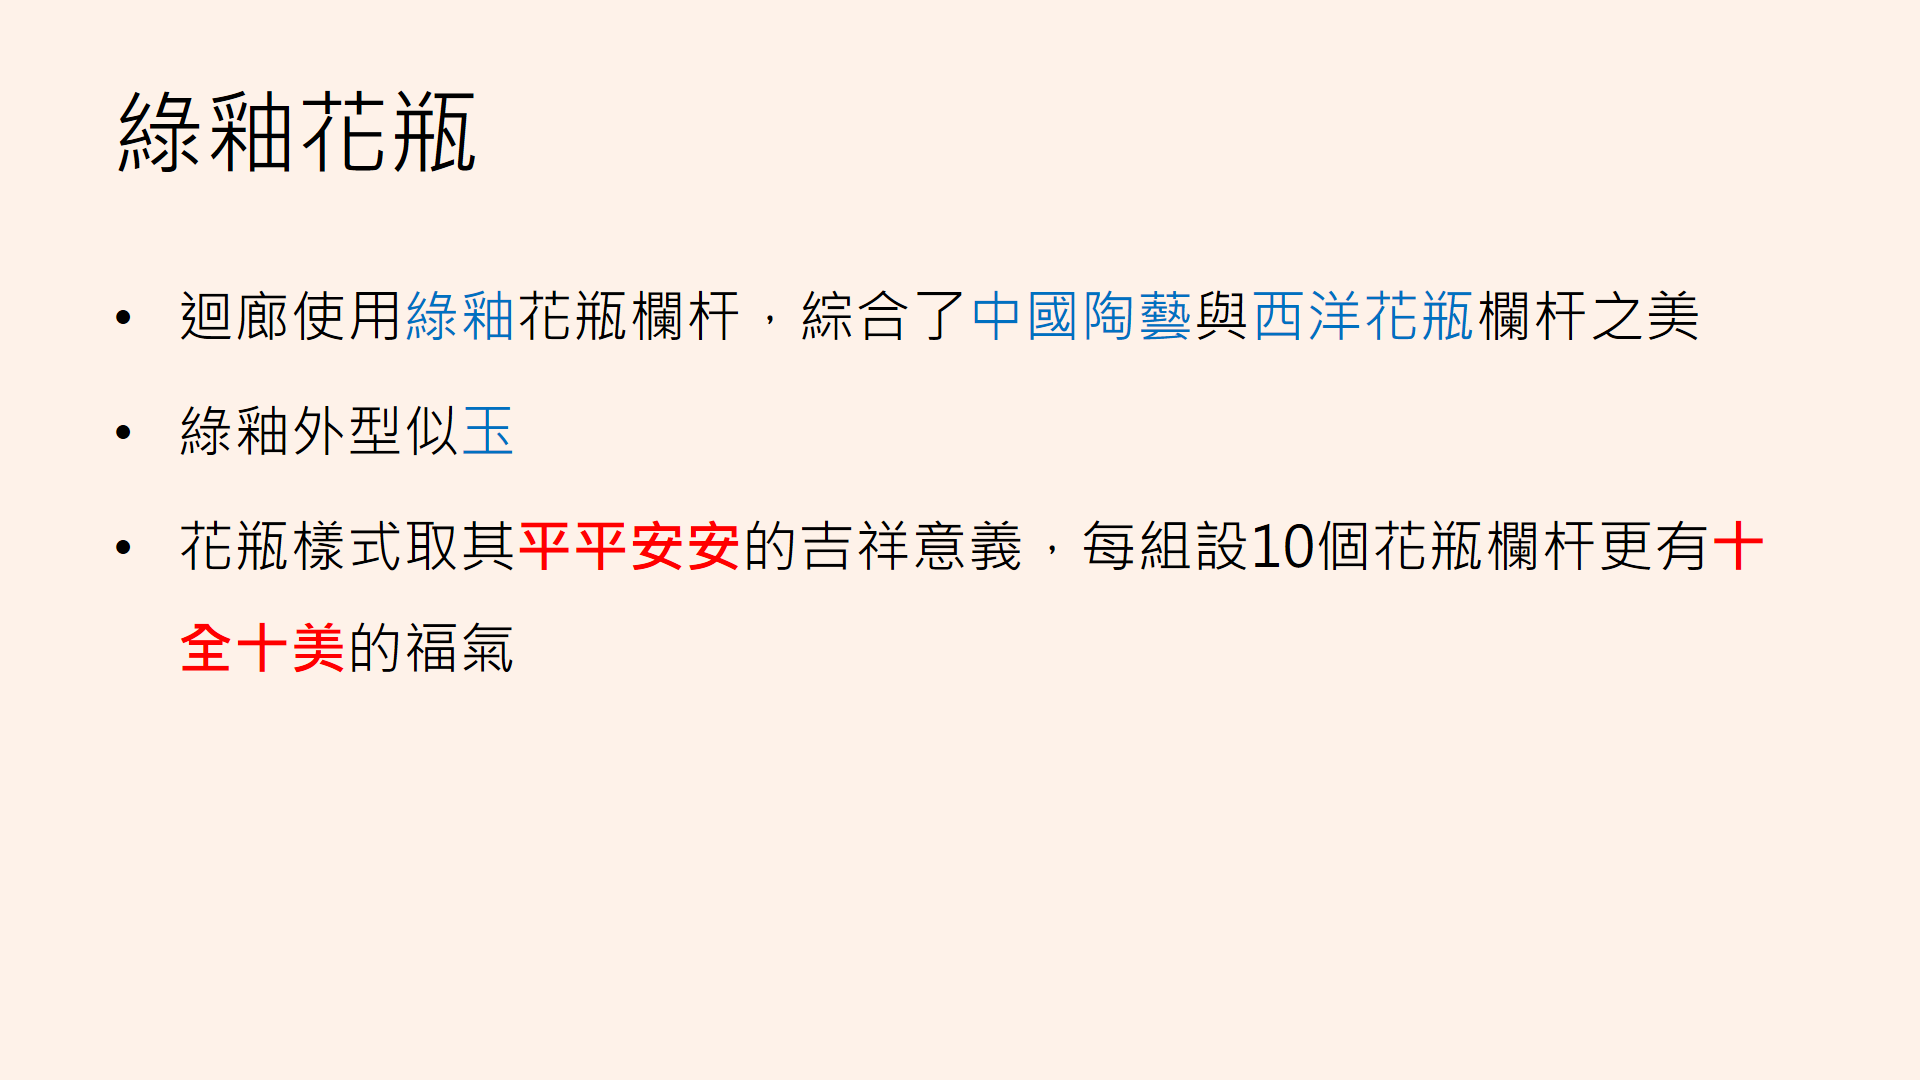 綠釉花瓶
• 迴廊使用綠釉花瓶欄杆，綜合了中國陶藝與西洋花瓶欄杆之美
• 綠釉外型似玉
• 花瓶樣式取其平平安安的吉祥意義，每組設10個花瓶欄杆更有十
全十美的福氣